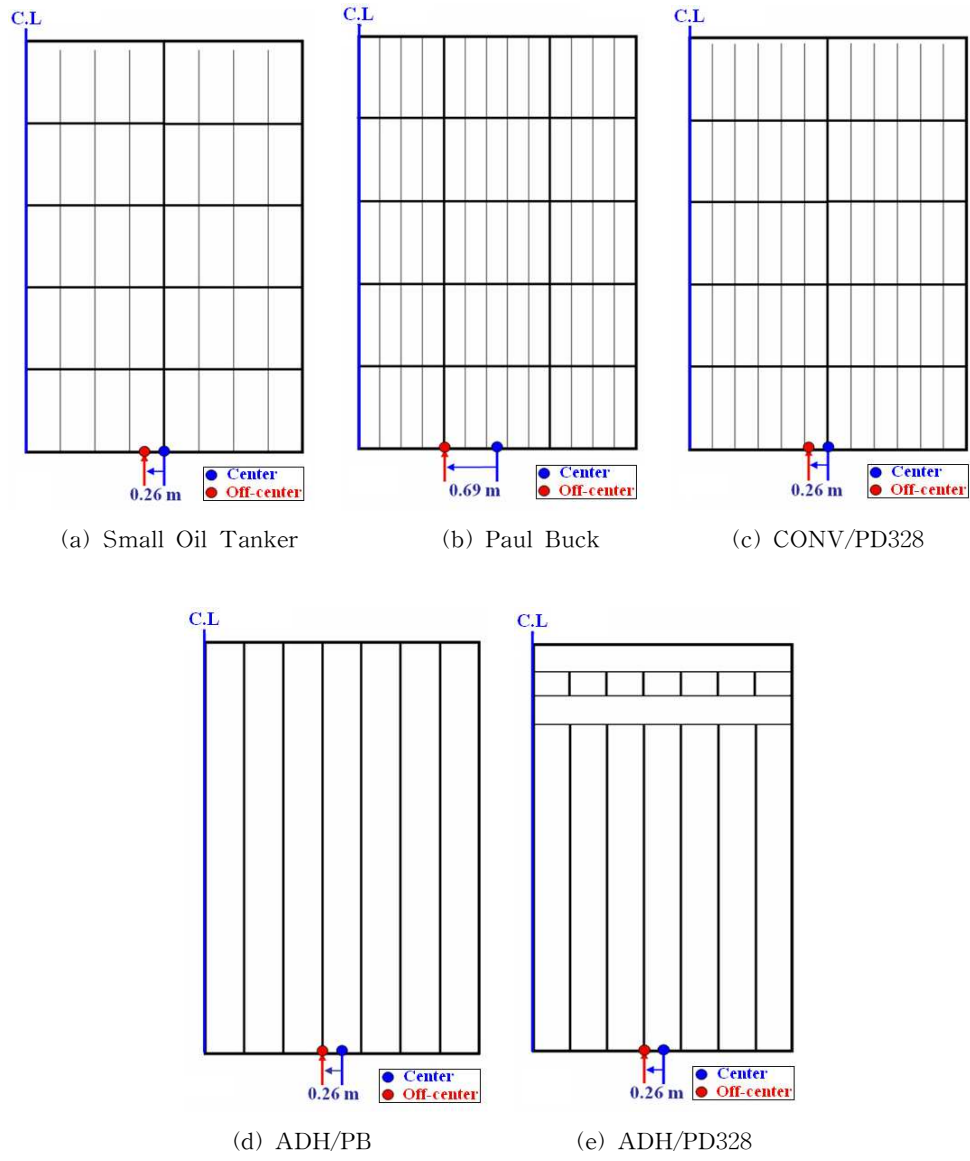 C.L
C.L
C.L
Center
Off-center
0.26 m
Center
Off-center
0.69 m
Center
Off-center
0.26 m
(a) Small Oil Tanker
(b) Paul Buck
(c) CONV/PD328
C.L
C.L
Center
Off-center
0.26 m
Center
Off-center
0.26 m
(d) ADH/PB
(e) ADH/PD328